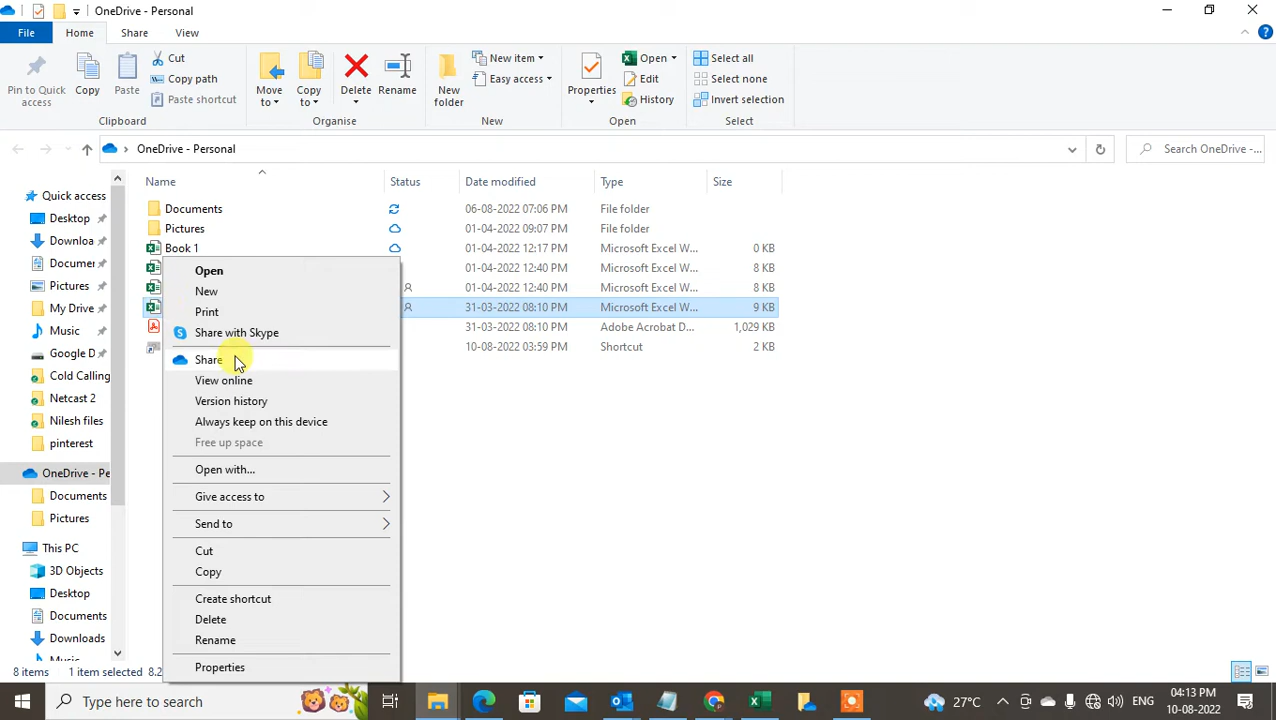 OneDrive - Personal
File Home Share View
Pin to Quick access
Copy
Paste
Cut
Copy path
Paste shortcut
Clipboard
Move to
Copy to
Delete
Rename
Organise
New folder
New item
Easy access
New
Properties
Open
Edit
History
Open
Select all
Select none
Invert selection
Select
OneDrive - Personal
Search OneDrive -...
Name Status Date modified Type Size
Quick access
Desktop
Downloa
Documer
Pictures
My Drive
Music
Google D
Cold Calling
Netcast 2
Nilesh files
pinterest
OneDrive - Pe
Documents
Pictures
This PC
3D Objects
Desktop
Documents
Downloads
Documents 06-08-2022 07:06 PM File folder
Pictures 01-04-2022 09:07 PM File folder
Book 1 01-04-2022 12:17 PM Microsoft Excel W... 0 KB
01-04-2022 12:40 PM Microsoft Excel W... 8 KB
01-04-2022 12:40 PM Microsoft Excel W... 8 KB
31-03-2022 08:10 PM Microsoft Excel W... 9 KB
31-03-2022 08:10 PM Adobe Acrobat D... 1,029 KB
10-08-2022 03:59 PM Shortcut 2 KB
Open
New
Print
Share with Skype
Share
View online
Version history
Always keep on this device
Free up space
Open with...
Give access to
Send to
Cut
Copy
Create shortcut
Delete
Rename
Properties
8 items 1 item selected 8.2
Type here to search
27°C
ENG
04:13 PM
10-08-2022